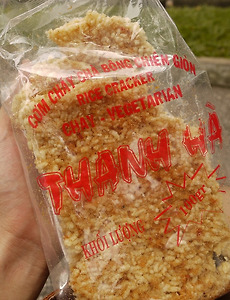 CƠM CHÁY CHÀ BÔNG CHIÊN GIÒN
RICE CRACKER
CHAY - VEGETARIAN
THANH HÀ
KHỐI LƯỢNG